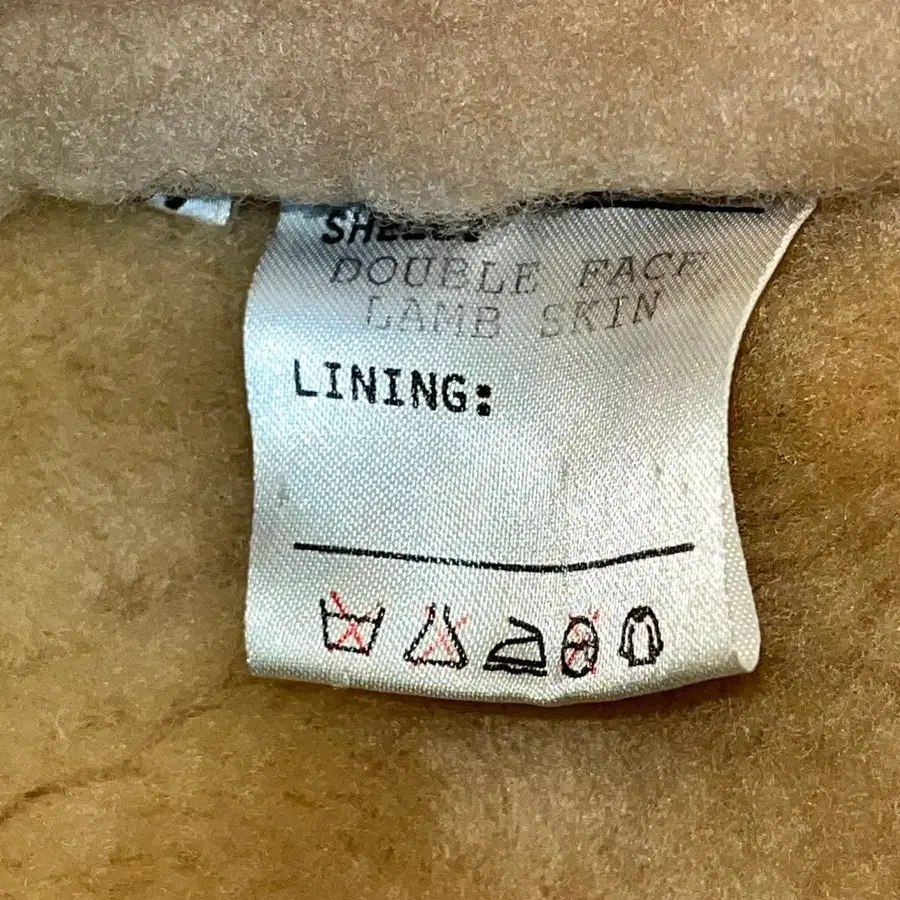 DOUBLE FACE
LAMB SKIN
LINING: